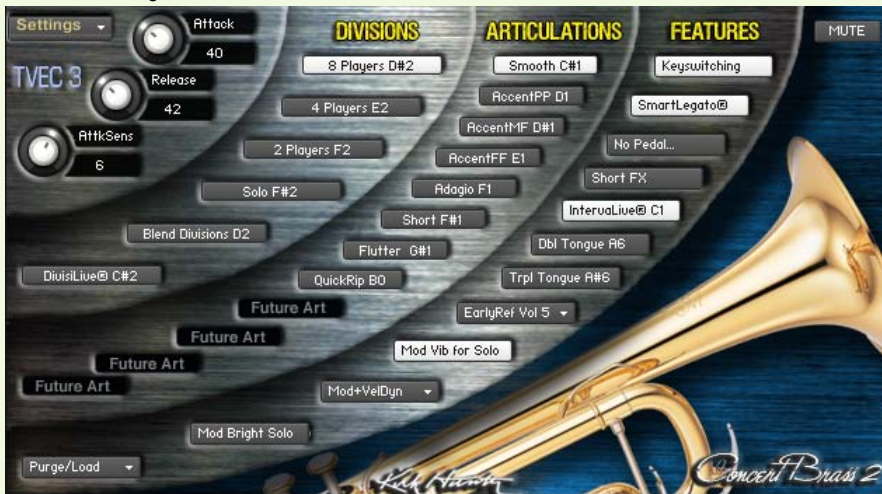 Settings
Attack
40
TVEC 3
Release
42
AttkSens
6
DIVISIONS
8 Players D#2
4 Players E2
2 Players F2
Solo F#2
Blend Divisions D2
DivisiLive® C#2
ARTICULATIONS
Smooth C#1
AccentPP D1
AccentMF D#1
AccentFF E1
Adagio F1
Short F#1
Flutter G#1
QuickRip B0
Future Art
Future Art
Future Art
Future Art
FEATURES
Keyswitching
SmartLegato®
No Pedal...
Short FX
IntervaLive® C1
Dbl Tongue A6
Trpl Tongue A#6
EarlyRef Vol 5
Mod Vib for Solo
Mod+VelDyn
Mod Bright Solo
MUTE
Purge/Load
Kirk Hunter
Concert Brass 2